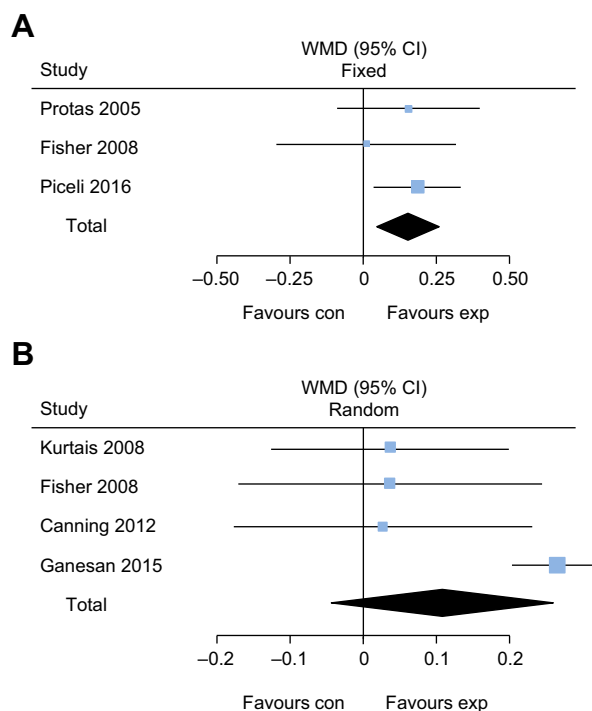 A
WMD (95% CI)
Study Fixed
Protas 2005
Fisher 2008
Piceli 2016
Total
–0.50 –0.25 0 0.25 0.50
Favours con Favours exp
B
WMD (95% CI)
Study Random
Kurtais 2008
Fisher 2008
Canning 2012
Ganesan 2015
Total
–0.2 –0.1 0 0.1 0.2
Favours con Favours exp